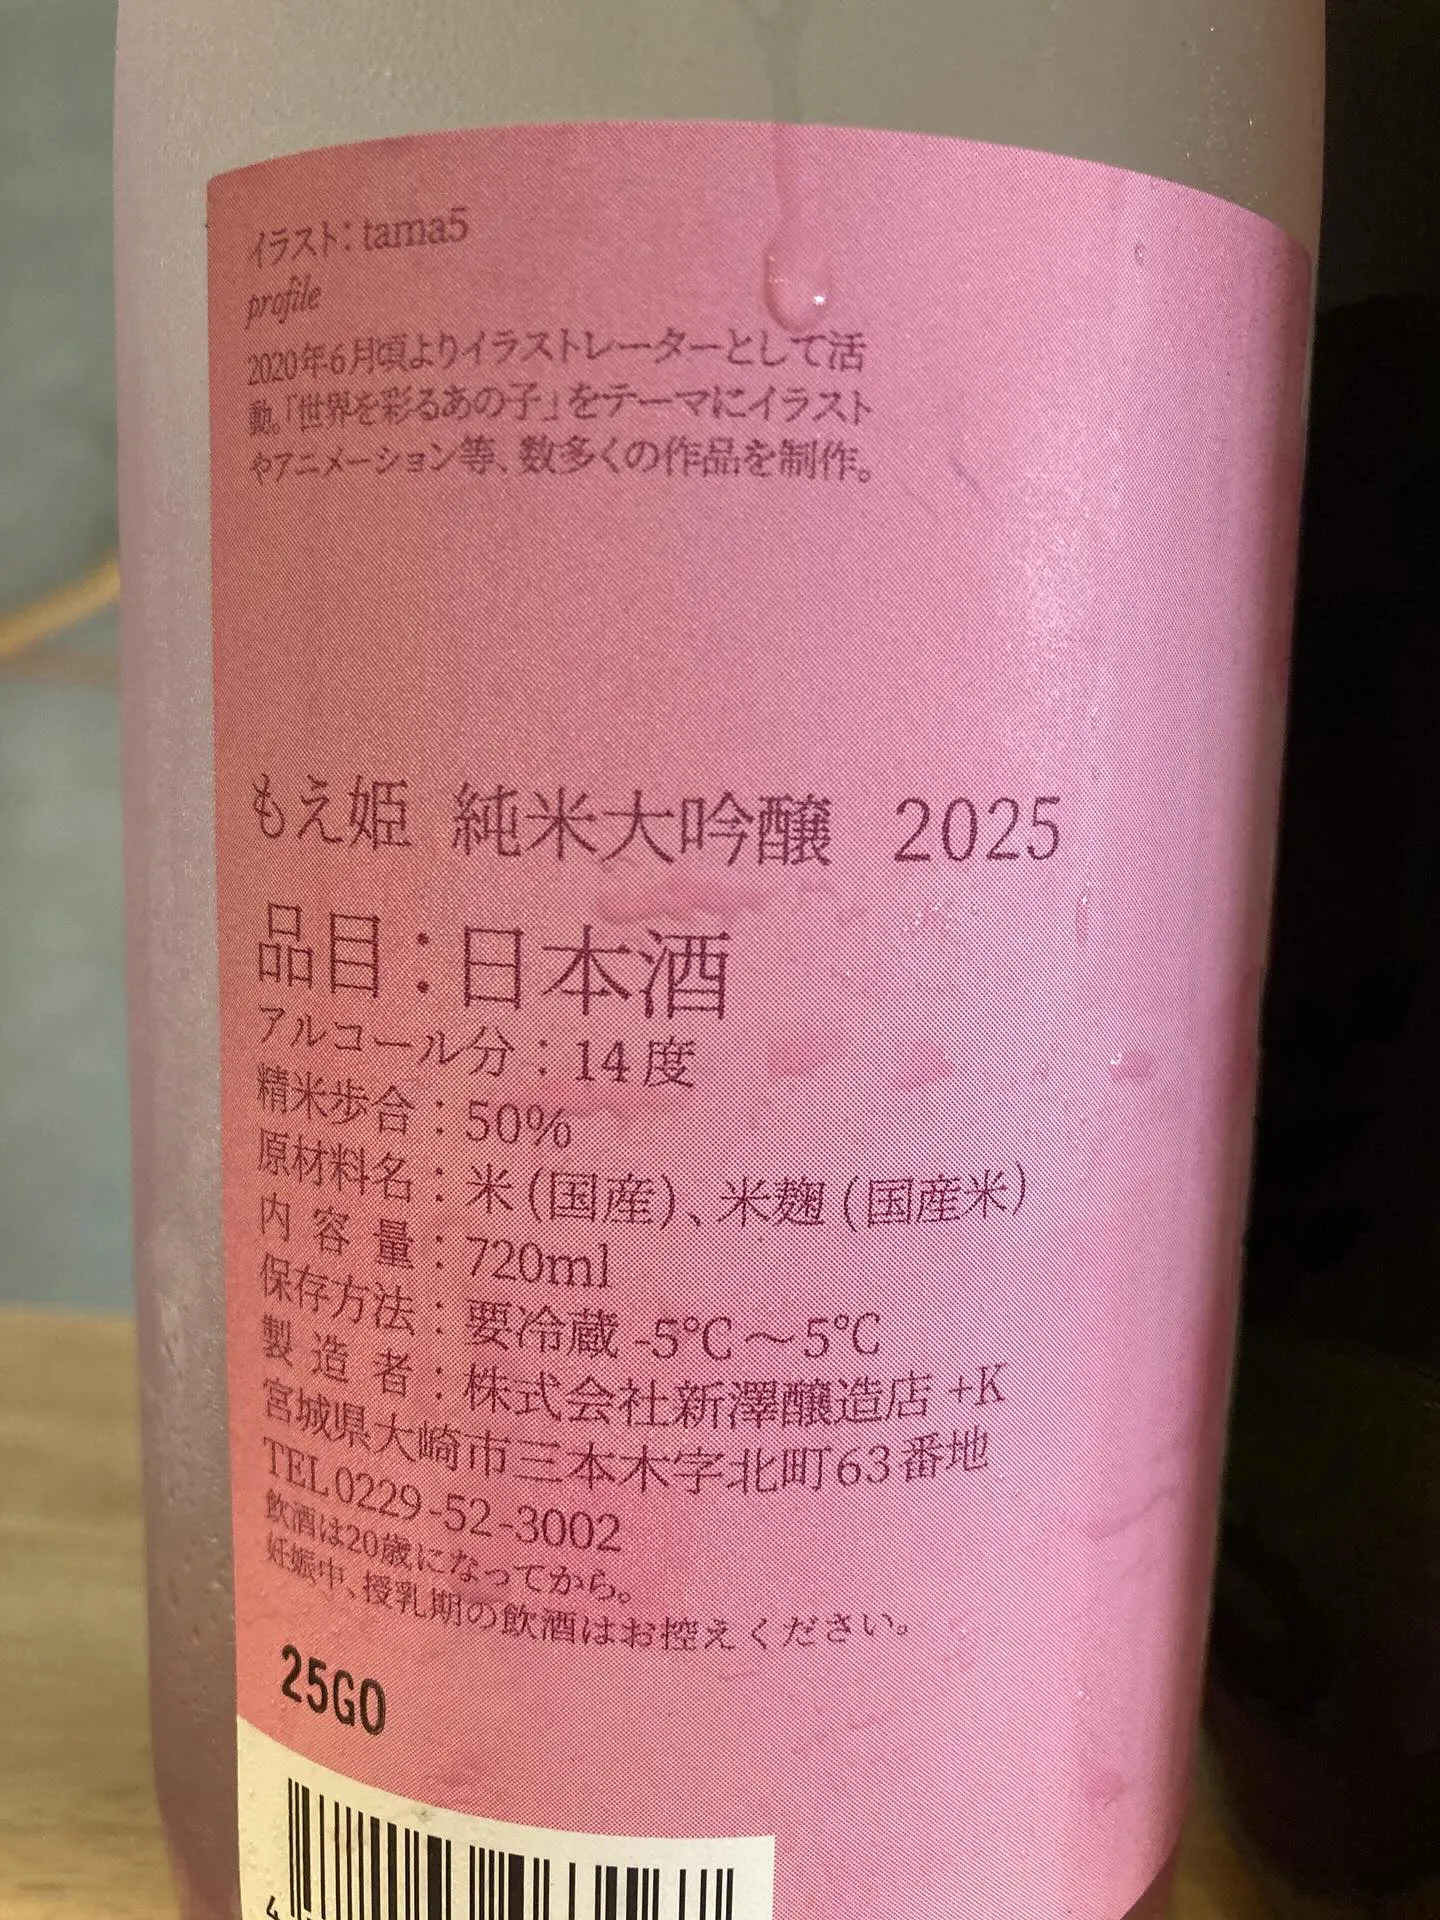 イラスト：tama5
profile
2020年6月頃よりイラストレーターとして活
動。「世界を彩るあの子」をテーマにイラスト
やアニメーション等、数多くの作品を制作。
もえ姫 純米大吟醸 2025
品目：日本酒
アルコール分：14度
精米歩合：50%
原材料名：米（国産）、米麹（国産米）
内容量：720ml
保存方法：要冷蔵 -5℃～5℃
製造者：株式会社新澤醸造店 +K
宮城県大崎市三本木字北町63番地
TEL0229-52-3002
飲酒は20歳になってから。
妊娠中、授乳期の飲酒はお控えください。
25GO
4